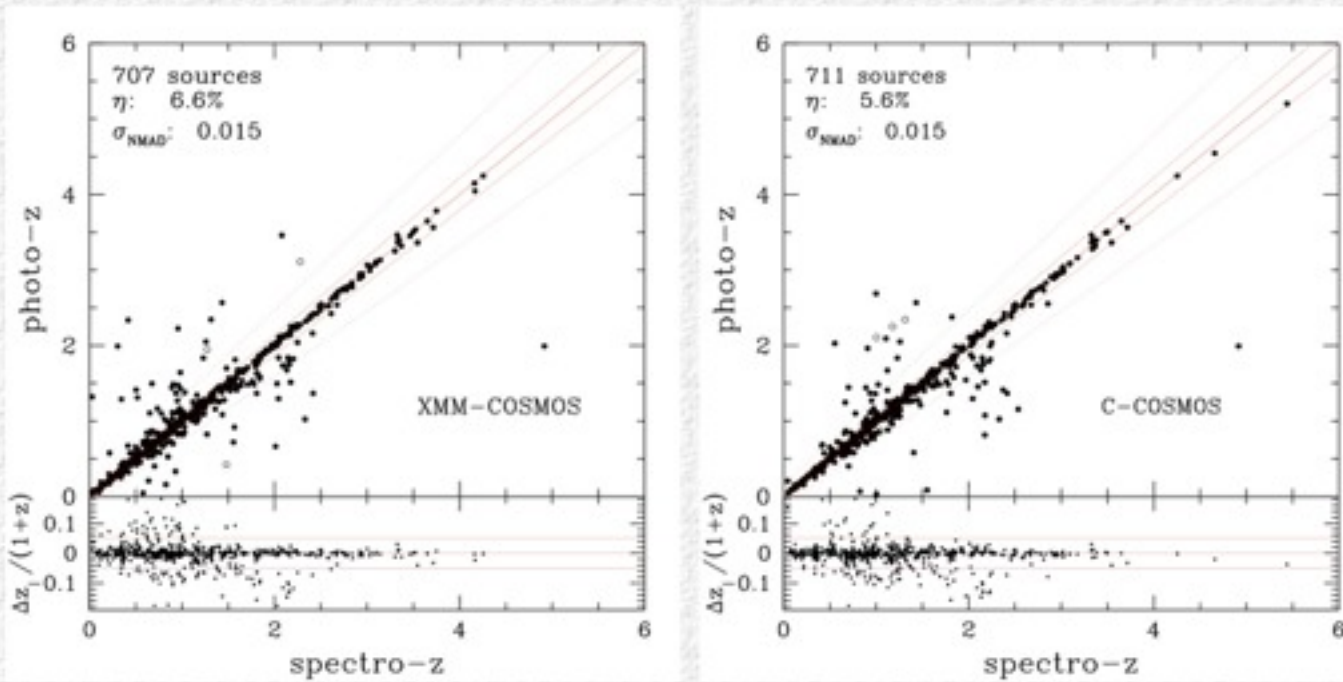 6
707 sources
η: 6.6%
σNMAD: 0.015
4
photo-z
2
XMM-COSMOS
0
Δz/(1+z)
0.1
0
-0.1
0 2 4 6
spectro-z
6
711 sources
η: 5.6%
σNMAD: 0.015
4
photo-z
2
C-COSMOS
0
Δz/(1+z)
0.1
0
-0.1
0 2 4 6
spectro-z